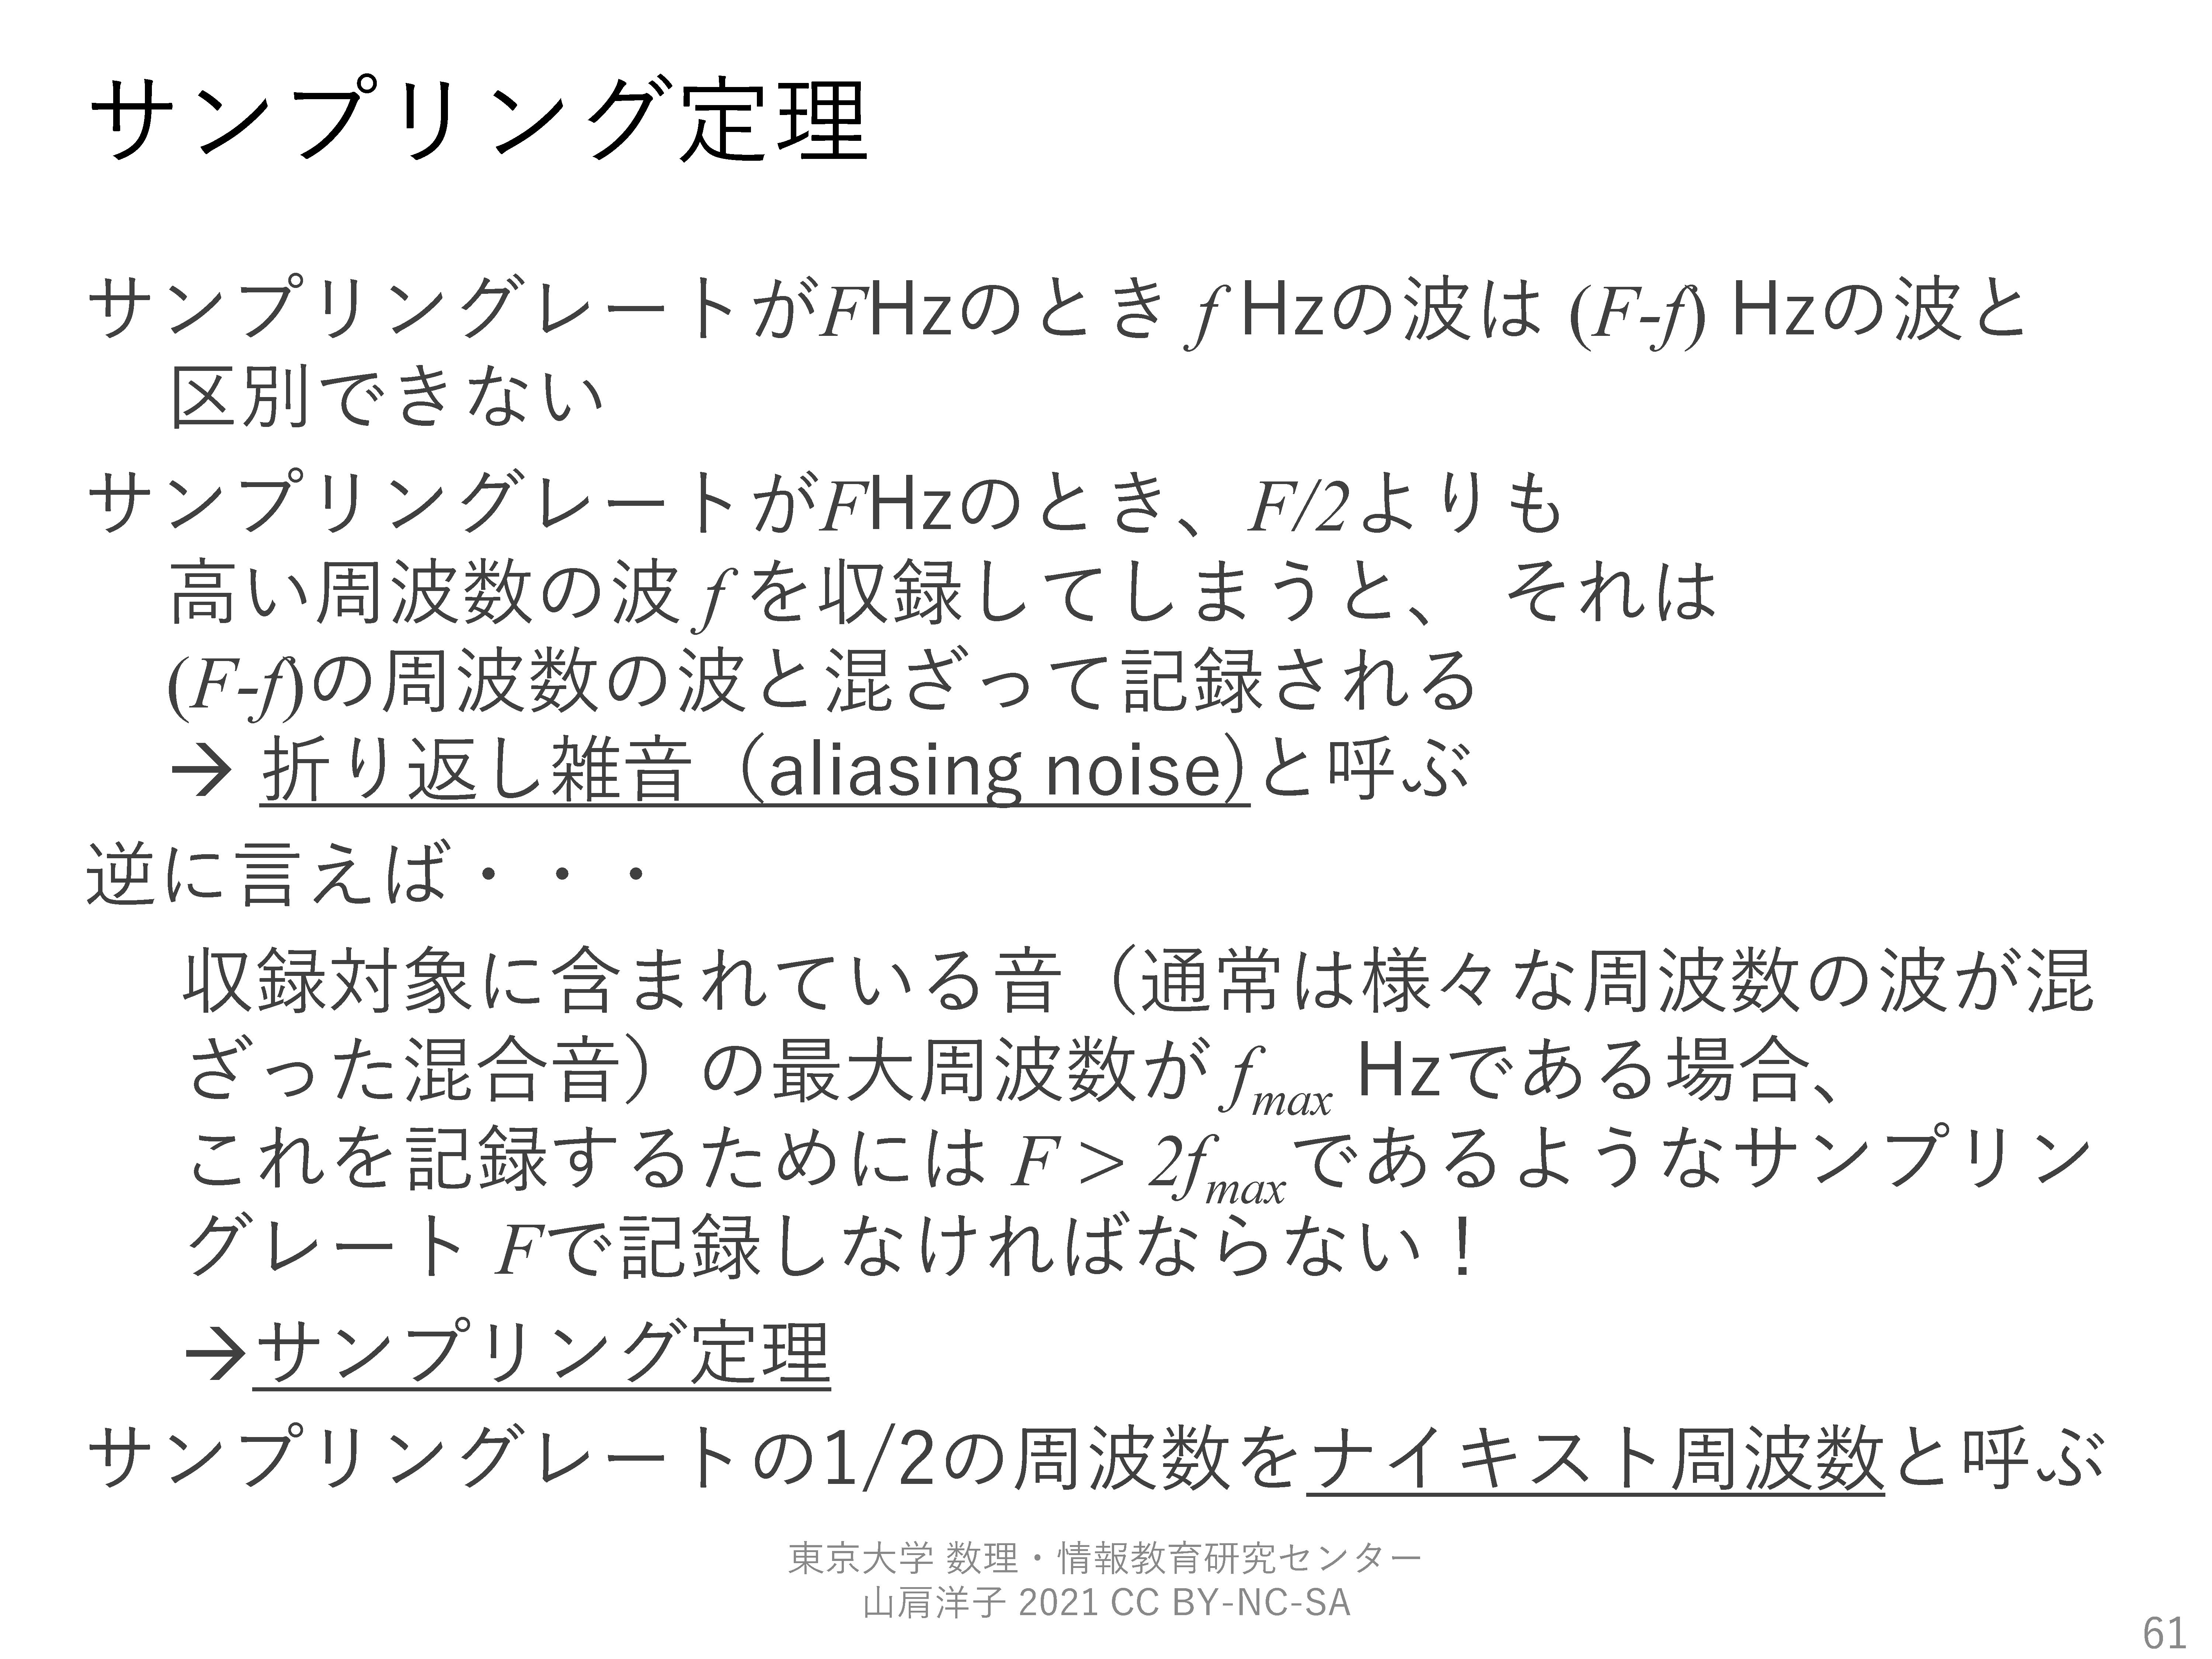 サンプリング定理
サンプリングレートがFHzのとき f Hzの波は (F-f) Hzの波と
区別できない
サンプリングレートがFHzのとき、F/2よりも
高い周波数の波 f を収録してしまうと、 それは
(F-f)の周波数の波と混ざって記録される
→ 折り返し雑音（aliasing noise)と呼ぶ
逆に言えば・・・
収録対象に含まれている音（通常は様々な周波数の波が混
ざった混合音）の最大周波数が fmax Hzである場合、
これを記録するためには F > 2fmaxであるようなサンプリン
グレート Fで記録しなければならない！
→サンプリング定理
サンプリングレートの1/2の周波数をナイキスト周波数と呼ぶ
東京大学 数理・情報教育研究センター
山肩洋子 2021 CC BY-NC-SA
61